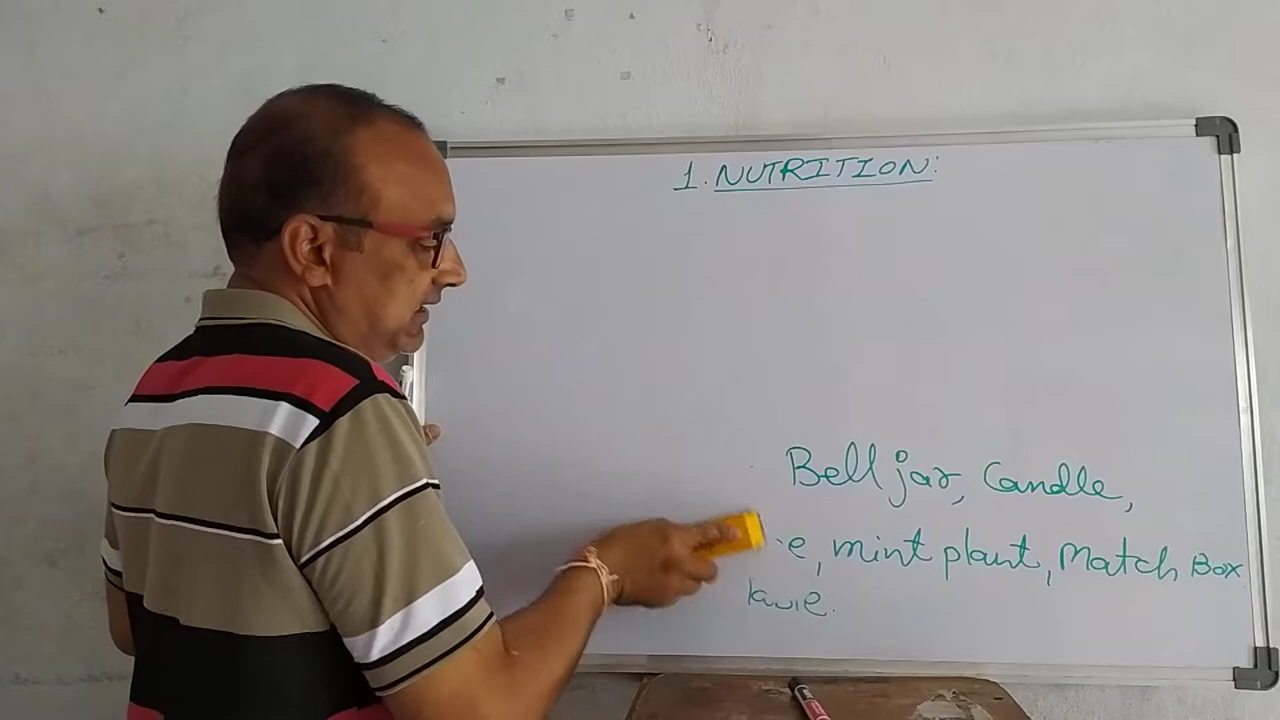 1. NUTRITION:
Bell jar, Candle,
e, mint plant, Match Box